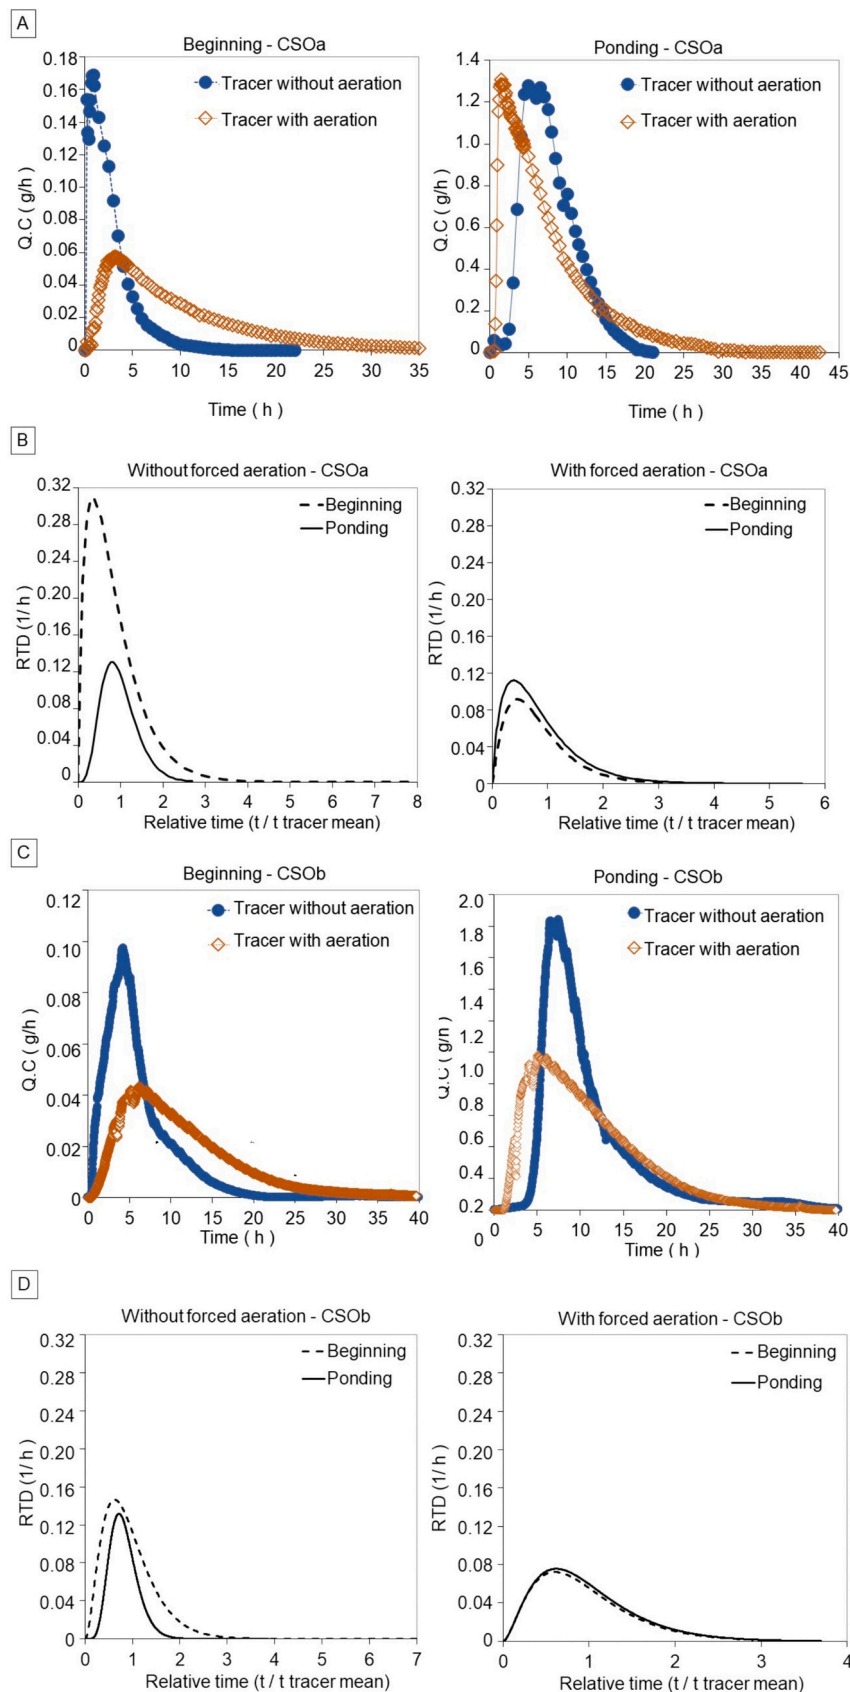 A
Beginning - CSOa
0.18
0.16
0.14
0.12
0.10
0.08
0.06
0.04
0.02
0
Q.C ( g/h )
Tracer without aeration
Tracer with aeration
0 5 10 15 20 25 30 35
Time ( h )
Ponding - CSOa
1.4
1.2
1.0
0.8
0.6
0.4
0.2
0
Q.C ( g/h )
Tracer without aeration
Tracer with aeration
0 5 10 15 20 25 30 35 40 45
Time ( h )
B
Without forced aeration - CSOa
0.32
0.28
0.24
0.20
0.16
0.12
0.08
0.04
0
RTD (1/ h )
Beginning
Ponding
0 1 2 3 4 5 6 7 8
Relative time (t / t tracer mean)
With forced aeration - CSOa
0.32
0.28
0.24
0.20
0.16
0.12
0.08
0.04
0
RTD (1/ h )
Beginning
Ponding
0 1 2 3 4 5 6
Relative time (t / t tracer mean)
C
Beginning - CSOb
0.12
0.10
0.08
0.06
0.04
0.02
0
Q.C ( g/h )
Tracer without aeration
Tracer with aeration
0 5 10 15 20 25 30 35 40
Time ( h )
Ponding - CSOb
2.0
1.8
1.6
1.4
1.2
1.0
0.8
0.6
0.4
0.2
0
Q.C ( g/h )
Tracer without aeration
Tracer with aeration
0 5 10 15 20 25 30 35 40
Time ( h )
D
Without forced aeration - CSOb
0.32
0.28
0.24
0.20
0.16
0.12
0.08
0.04
0
RTD (1/ h )
Beginning
Ponding
0 1 2 3 4 5 6 7
Relative time (t / t tracer mean)
With forced aeration - CSOb
0.32
0.28
0.24
0.20
0.16
0.12
0.08
0.04
0
RTD (1/ h )
Beginning
Ponding
0 1 2 3 4
Relative time (t / t tracer mean)